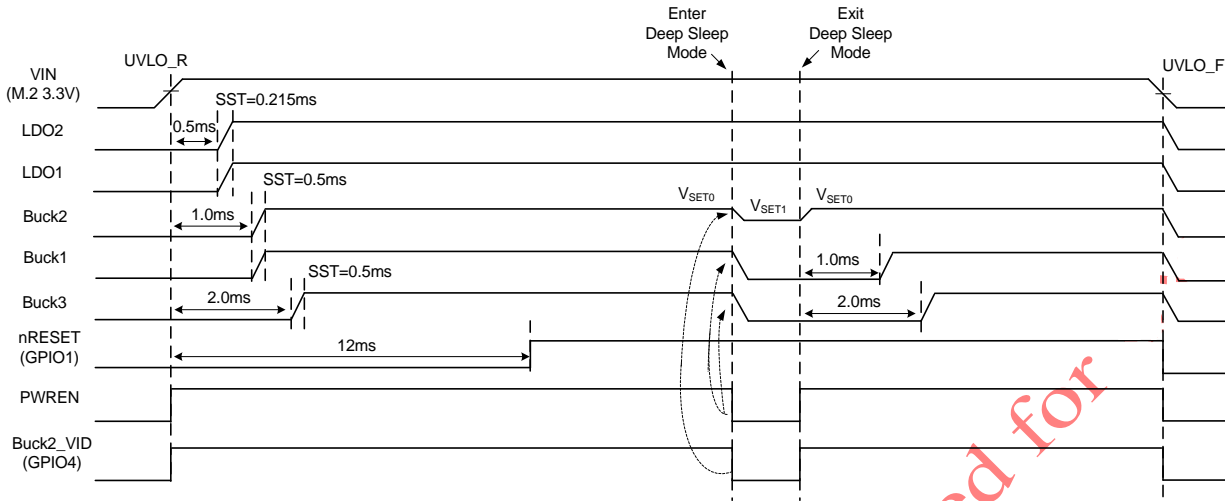 Enter
Deep Sleep
Mode
Exit
Deep Sleep
Mode
UVLO_R
UVLO_F
VIN
(M.2 3.3V)
SST=0.215ms
0.5ms
LDO2
LDO1
SST=0.5ms
VSET0
VSET1
VSET0
Buck2
1.0ms
Buck1
1.0ms
SST=0.5ms
Buck3
2.0ms
2.0ms
nRESET
(GPIO1)
12ms
PWREN
Buck2_VID
(GPIO4)
ed for